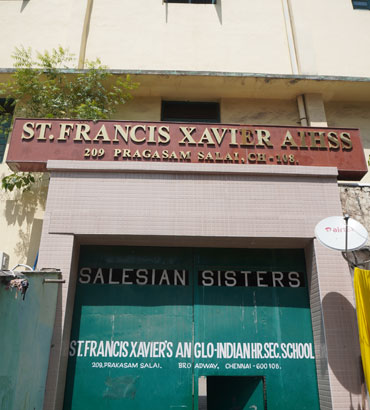 ST. FRANCIS XAVIER AIHSS
209 PRAGASAM SALAI, CH-108.
airtel
SALESIAN SISTERS
ST.FRANCIS XAVIER'S ANGLO-INDIAN HR.SEC.SCHOOL
209, PRAKASAM SALAI, BROADWAY, CHENNAI-600 108.